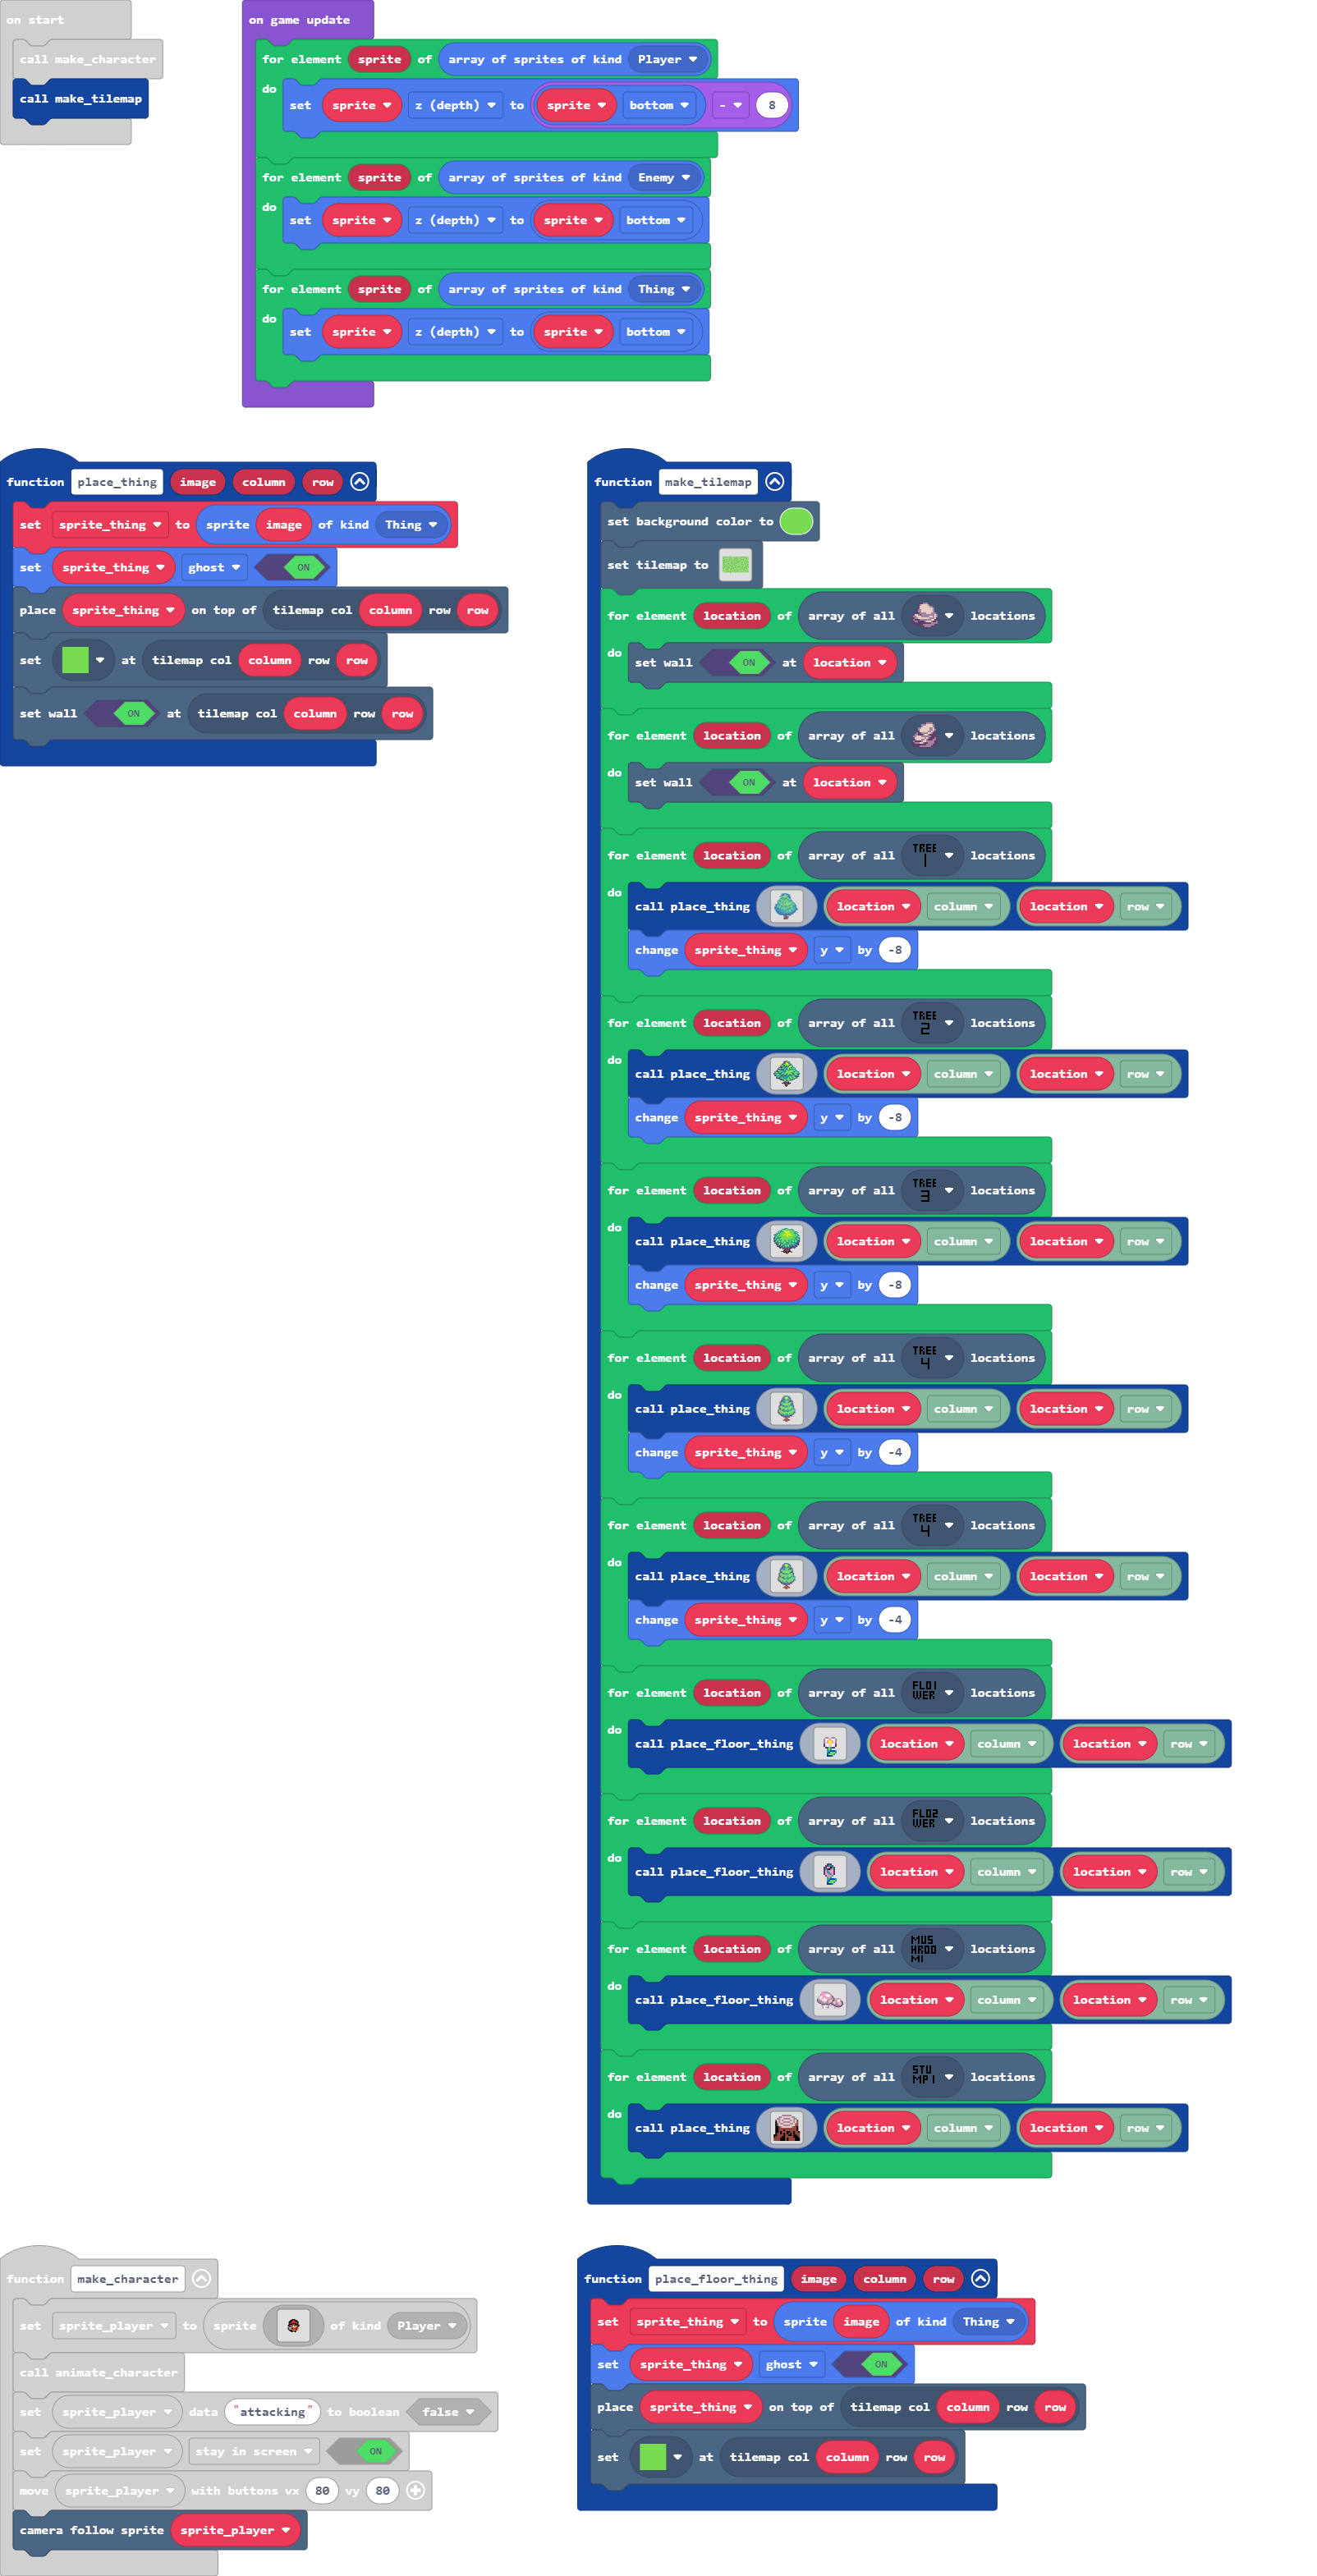 on start
call make_character
call make_tilemap
on game update
for element sprite of array of sprites of kind Player
do set sprite z (depth) to sprite bottom - 8
for element sprite of array of sprites of kind Enemy
do set sprite z (depth) to sprite bottom
for element sprite of array of sprites of kind Thing
do set sprite z (depth) to sprite bottom
function place_thing image column row
set sprite_thing to sprite image of kind Thing
set sprite_thing ghost ON
place sprite_thing on top of tilemap col column row row
set at tilemap col column row row
set wall ON at tilemap col column row row
function make_tilemap
set background color to
set tilemap to
for element location of array of all locations
do set wall ON at location
for element location of array of all locations
do set wall ON at location
for element location of array of all TREE 1 locations
do call place_thing location column location row
change sprite_thing y by -8
for element location of array of all TREE 2 locations
do call place_thing location column location row
change sprite_thing y by -8
for element location of array of all TREE 3 locations
do call place_thing location column location row
change sprite_thing y by -8
for element location of array of all TREE 4 locations
do call place_thing location column location row
change sprite_thing y by -4
for element location of array of all TREE 4 locations
do call place_thing location column location row
change sprite_thing y by -4
for element location of array of all FLO1 WER locations
do call place_floor_thing location column location row
for element location of array of all FLO2 WER locations
do call place_floor_thing location column location row
for element location of array of all MUS HROO M1 locations
do call place_floor_thing location column location row
for element location of array of all STU MP1 locations
do call place_thing location column location row
function make_character
set sprite_player to sprite of kind Player
call animate_character
set sprite_player data "attacking" to boolean false
set sprite_player stay in screen ON
move sprite_player with buttons vx 80 vy 80
camera follow sprite sprite_player
function place_floor_thing image column row
set sprite_thing to sprite image of kind Thing
set sprite_thing ghost ON
place sprite_thing on top of tilemap col column row row
set at tilemap col column row row